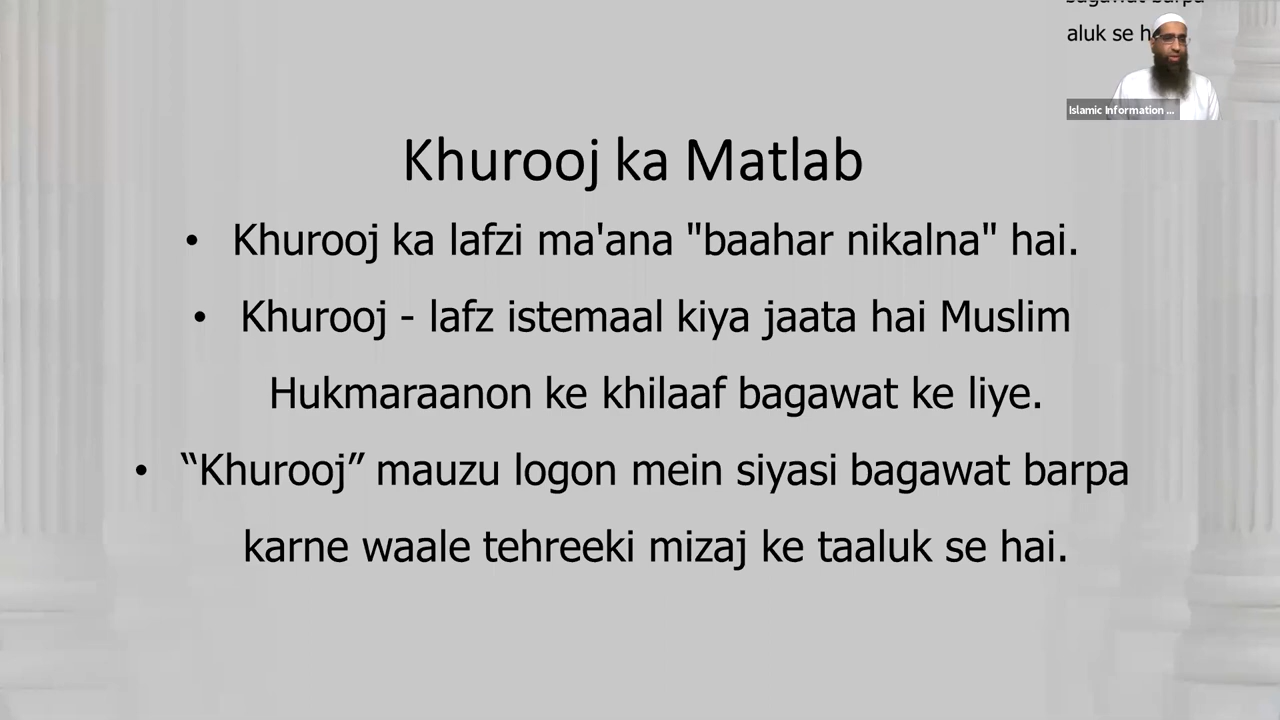 bagawat barpa
aluk se h
Islamic Information ...
Khurooj ka Matlab
• Khurooj ka lafzi ma'ana "baahar nikalna" hai.
• Khurooj - lafz istemaal kiya jaata hai Muslim
Hukmaraanon ke khilaaf bagawat ke liye.
• “Khurooj” mauzu logon mein siyasi bagawat barpa
karne waale tehreeki mizaj ke taaluk se hai.